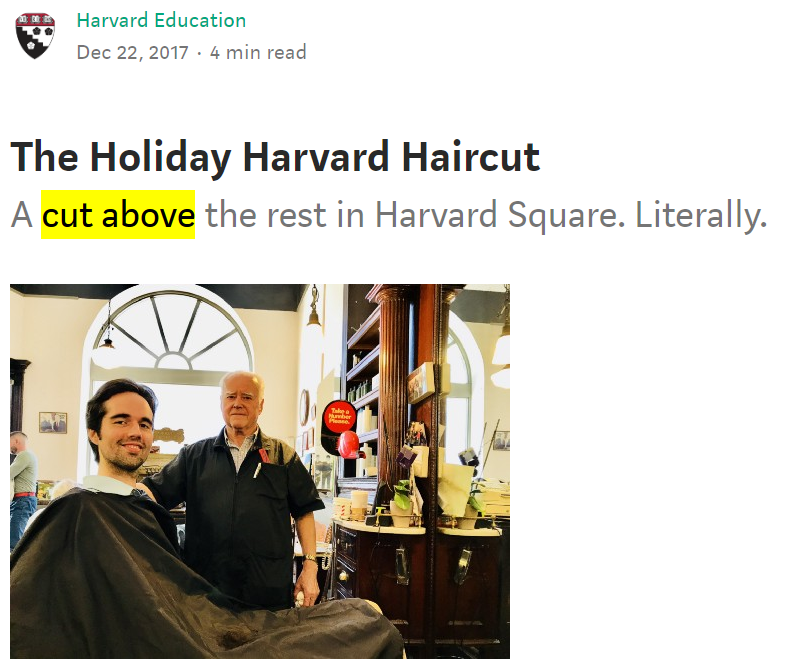 Harvard Education
Dec 22, 2017 · 4 min read
The Holiday Harvard Haircut
A cut above the rest in Harvard Square. Literally.
Take a
Number
Please.